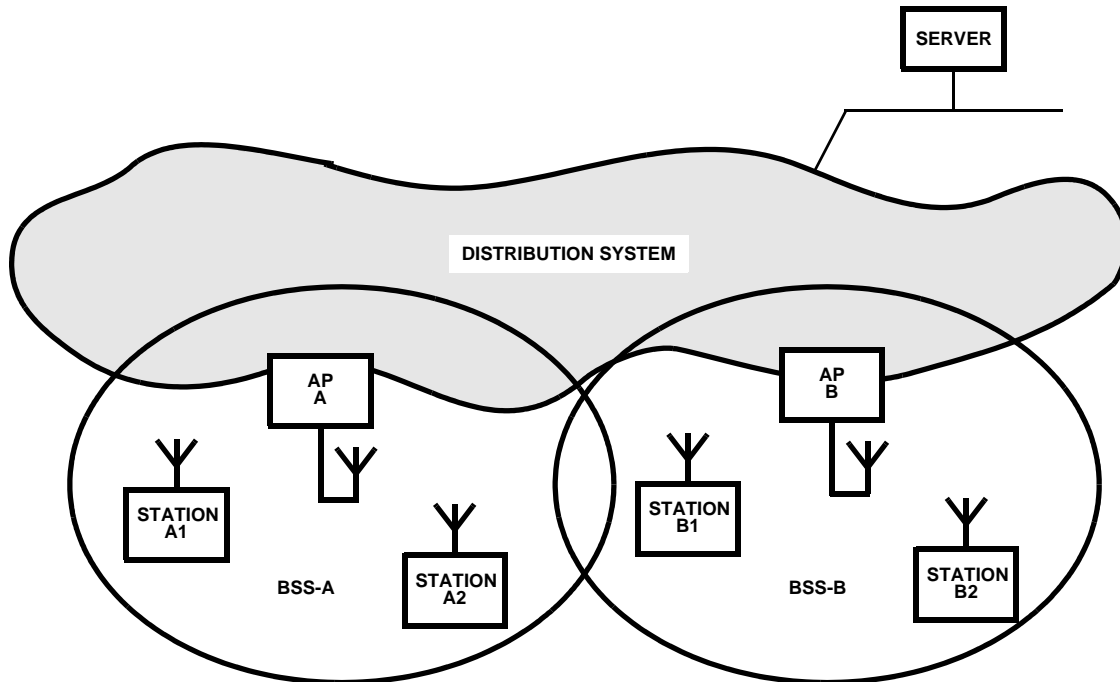 SERVER
DISTRIBUTION SYSTEM
AP
A
AP
B
STATION
A1
STATION
A2
BSS-A
STATION
B1
STATION
B2
BSS-B